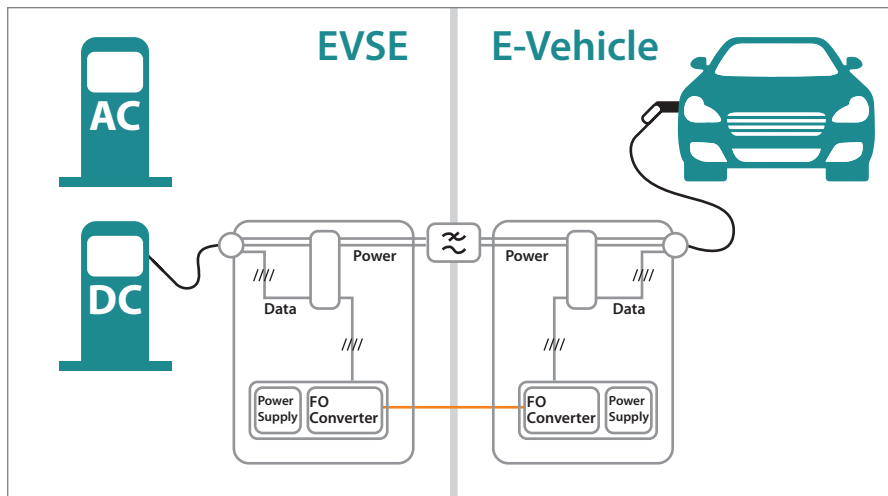 EVSE
E-Vehicle
AC
DC
Power
Power
Data
Data
Power
Supply
FO
Converter
FO
Converter
Power
Supply